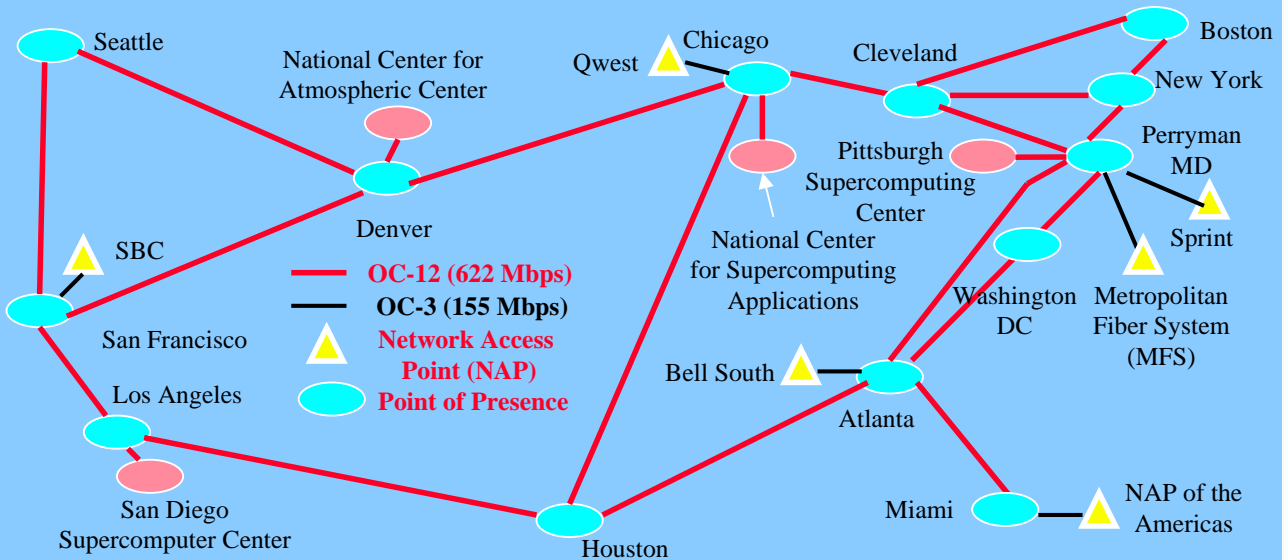 Seattle
National Center for
Atmospheric Center
Qwest
Chicago
Cleveland
Boston
New York
Perryman
MD
Pittsburgh
Supercomputing
Center
Denver
SBC
Sprint
National Center
for Supercomputing
Applications
OC-12 (622 Mbps)
OC-3 (155 Mbps)
Network Access
Point (NAP)
Point of Presence
Washington
DC
Metropolitan
Fiber System
(MFS)
San Francisco
Los Angeles
Bell South
Atlanta
San Diego
Supercomputer Center
Houston
Miami
NAP of the
Americas